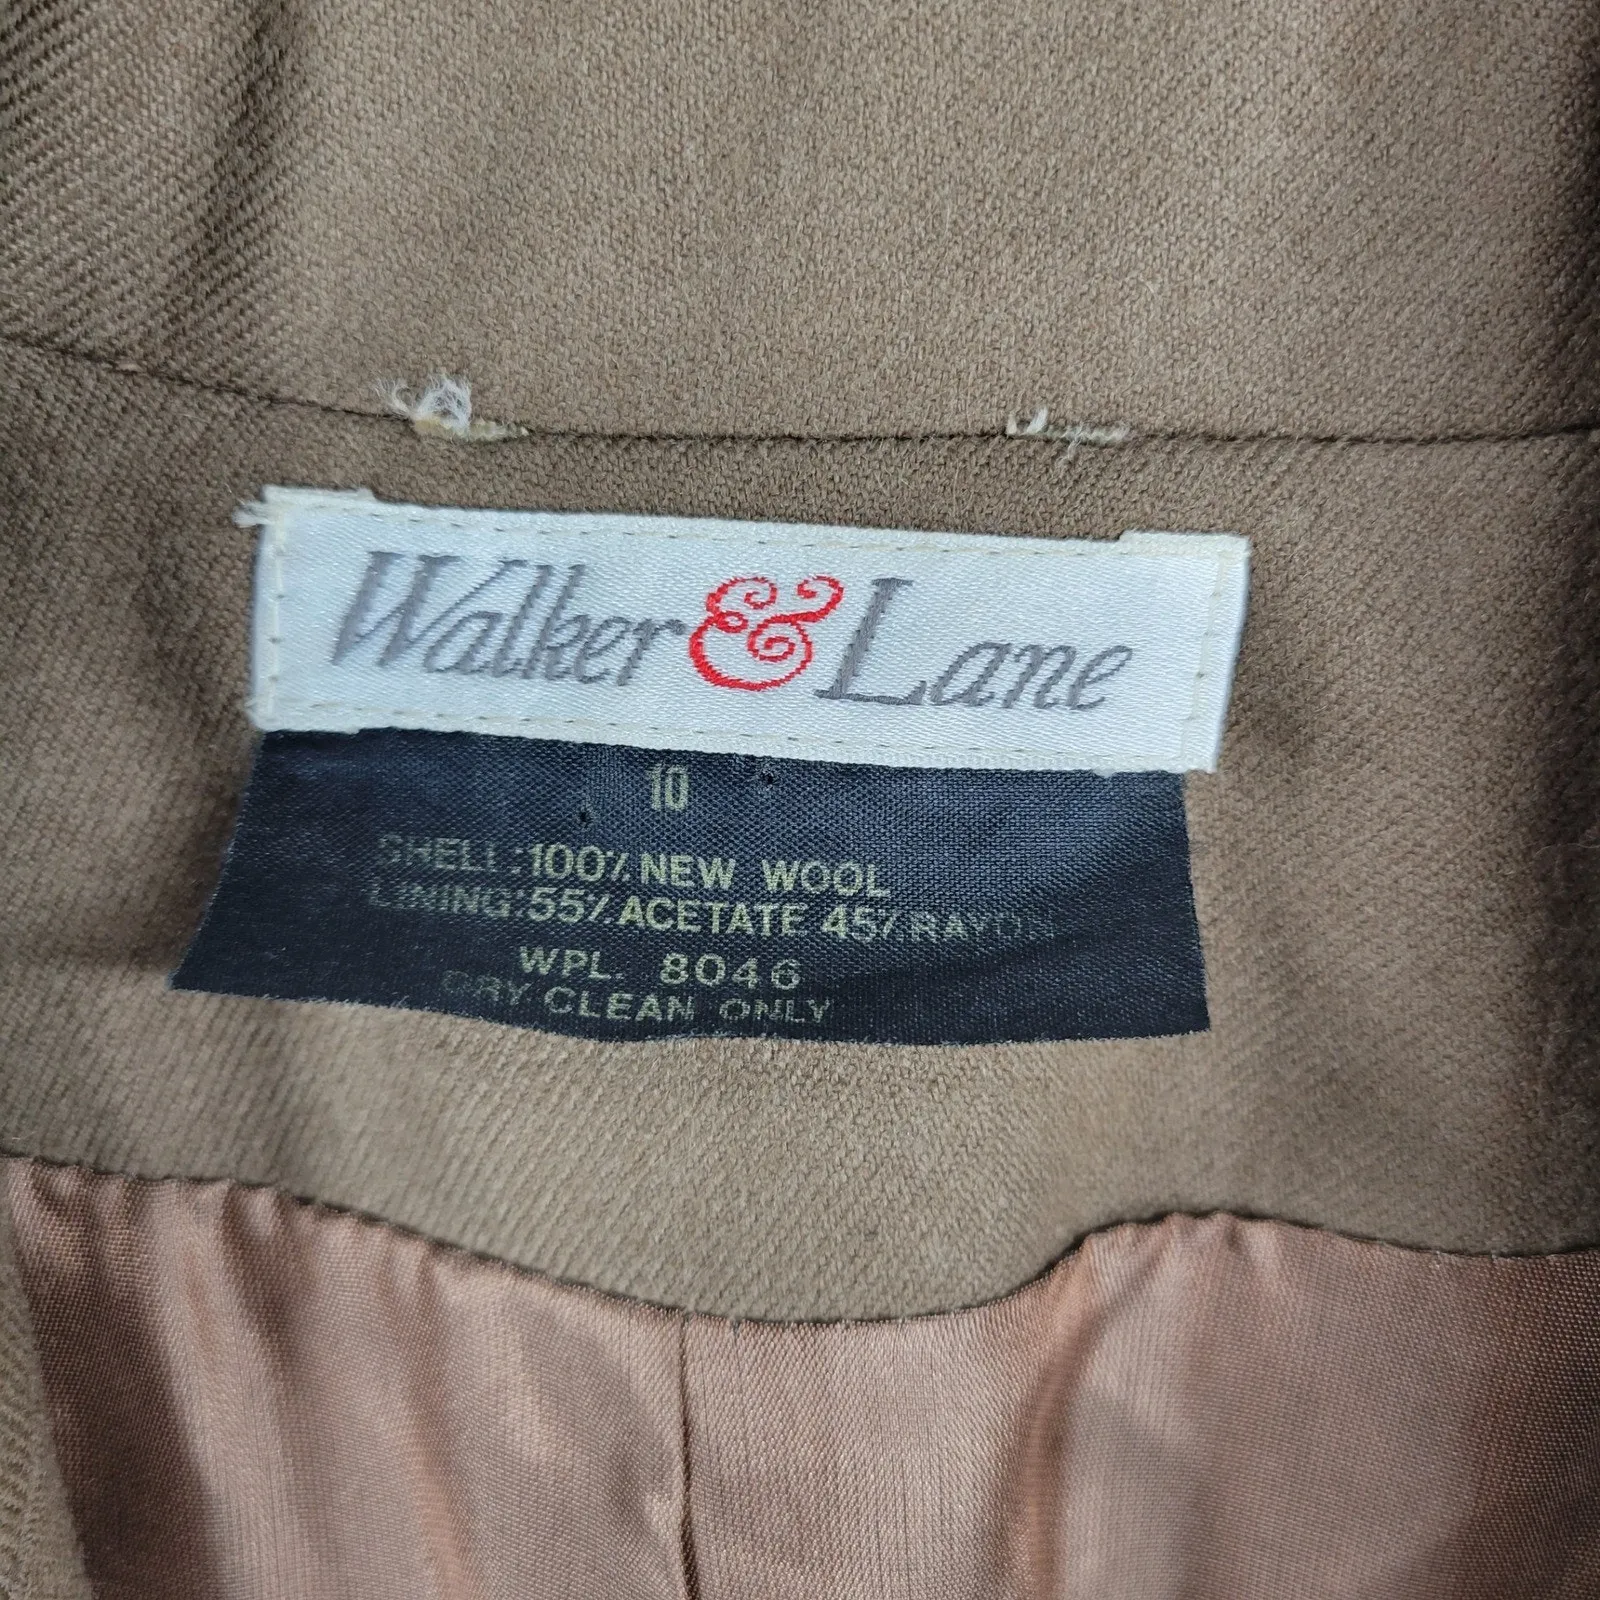 Walker & Lane
10
SHELL:100% NEW WOOL
LINING:55% ACETATE 45% RAYON
WPL. 8046
DRY CLEAN ONLY